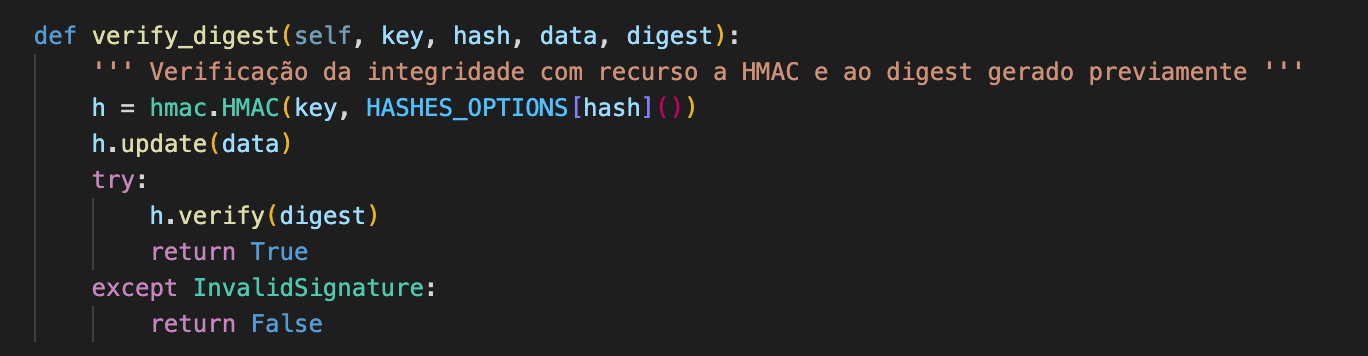 def verify_digest(self, key, hash, data, digest):
    ''' Verificação da integridade com recurso a HMAC e ao digest gerado previamente '''
    h = hmac.HMAC(key, HASHES_OPTIONS[hash]())
    h.update(data)
    try:
        h.verify(digest)
        return True
    except InvalidSignature:
        return False